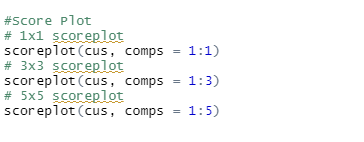 #Score Plot
# 1x1 scoreplot
scoreplot(cus, comps = 1:1)
# 3x3 scoreplot
scoreplot(cus, comps = 1:3)
# 5x5 scoreplot
scoreplot(cus, comps = 1:5)